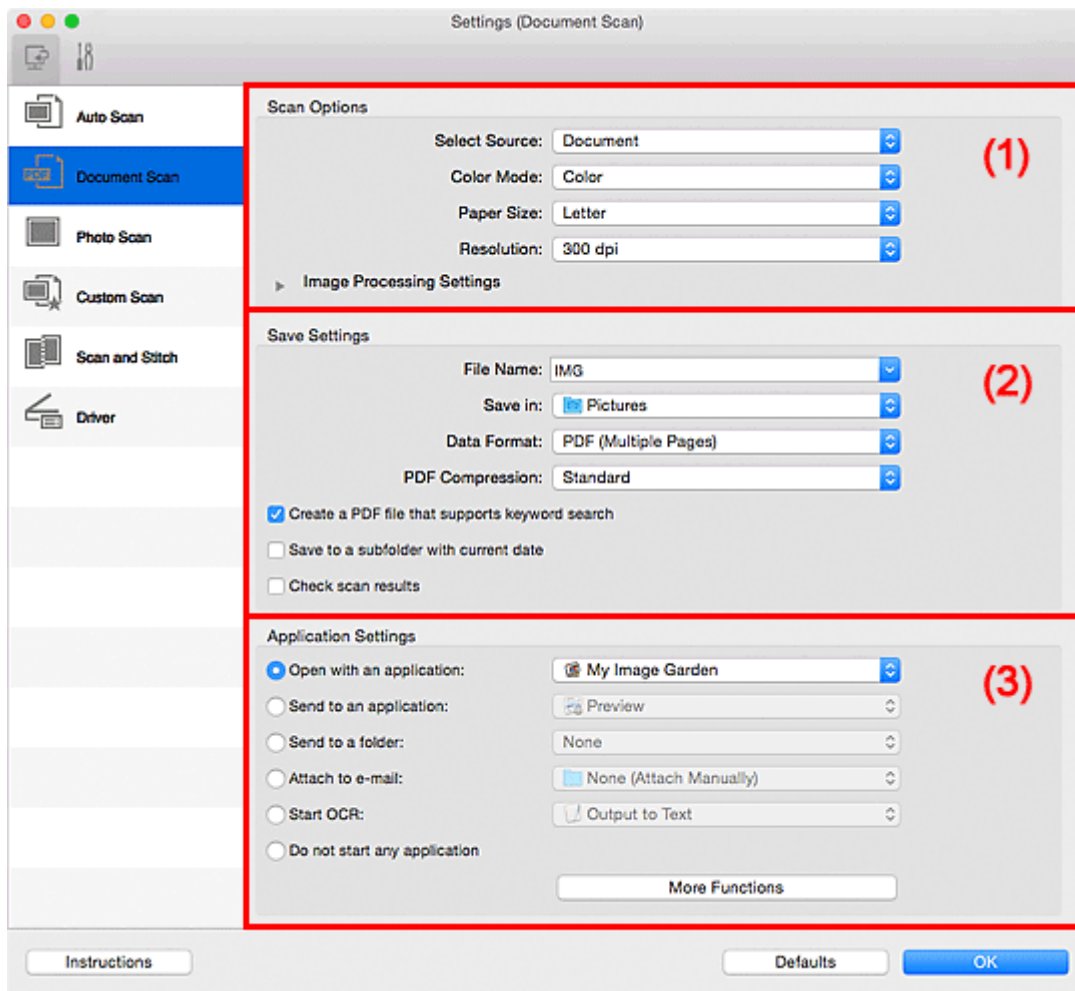 Settings (Document Scan)
Auto Scan
PDF
Document Scan
Photo Scan
Custom Scan
Scan and Stitch
Driver
Scan Options
(1)
Select Source: Document
Color Mode: Color
Paper Size: Letter
Resolution: 300 dpi
Image Processing Settings
Save Settings
(2)
File Name: IMG
Save in: Pictures
Data Format: PDF (Multiple Pages)
PDF Compression: Standard
Create a PDF file that supports keyword search
Save to a subfolder with current date
Check scan results
Application Settings
(3)
Open with an application: My Image Garden
Send to an application: Preview
Send to a folder: None
Attach to e-mail: None (Attach Manually)
Start OCR: Output to Text
Do not start any application
More Functions
Instructions
Defaults
OK